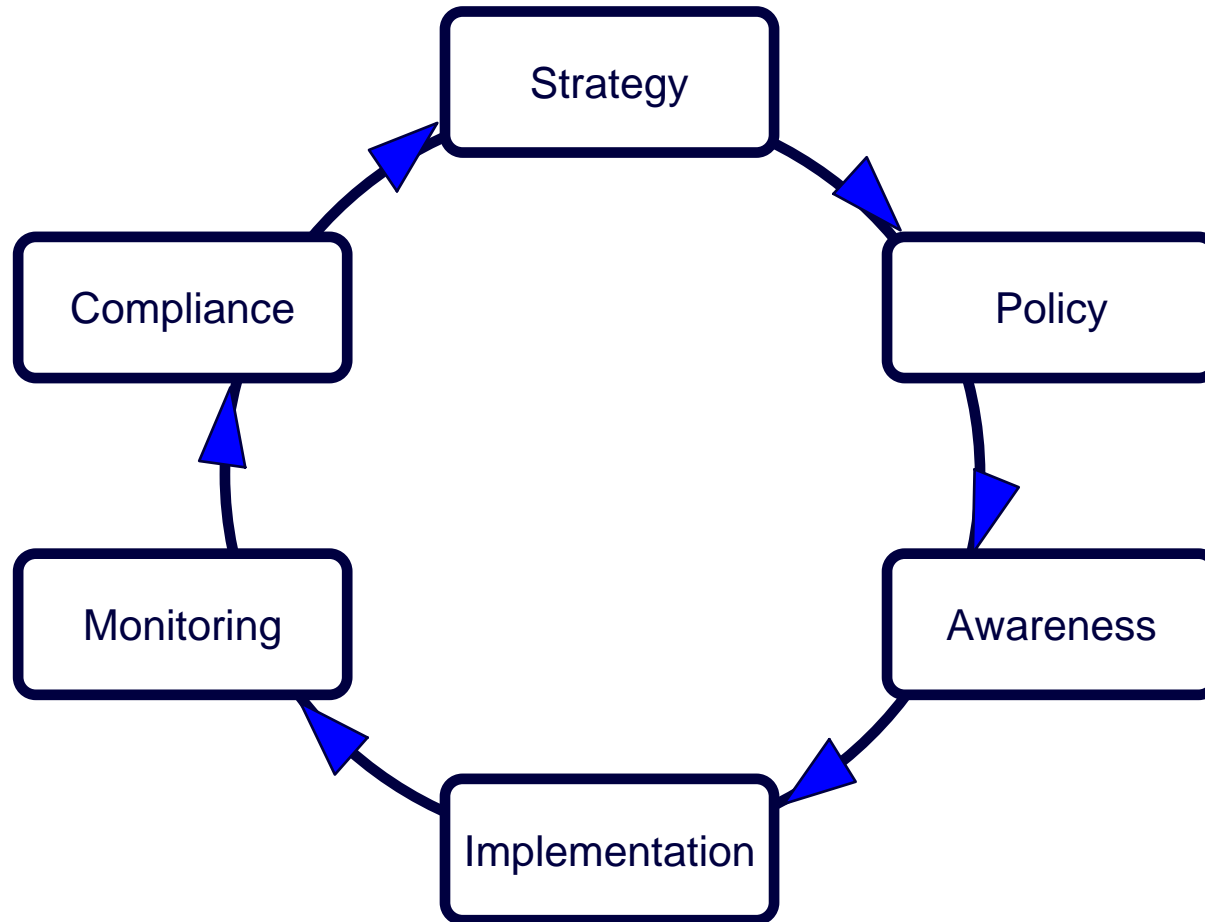 Strategy
Policy
Awareness
Implementation
Monitoring
Compliance